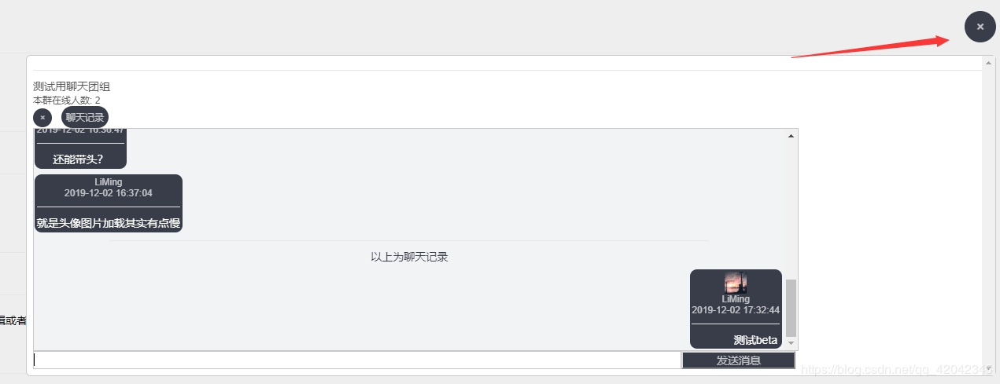 ×
测试用聊天团组
本群在线人数: 2
× 聊天记录
2019-12-02 16:36:47
还能带头?
LiMing
2019-12-02 16:37:04
就是头像图片加载其实有点慢
以上为聊天记录
LiMing
2019-12-02 17:32:44
测试beta
辑或者
发送消息
https://blog.csdn.net/qq_42042345